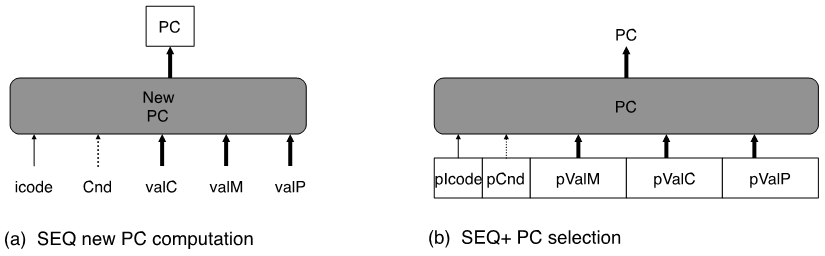 PC
New
PC
icode Cnd valC valM valP
(a) SEQ new PC computation
PC
PC
pIcode pCnd pValM pValC pValP
(b) SEQ+ PC selection